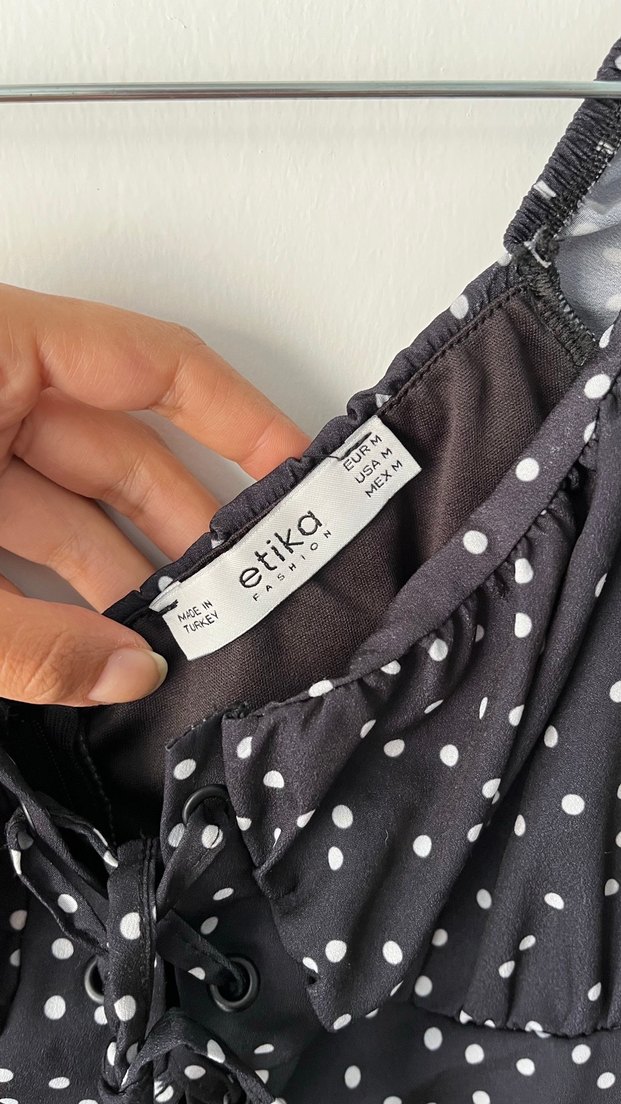 EUR M
USA M
MEX M
etika
FASHION
MADE IN
TURKEY